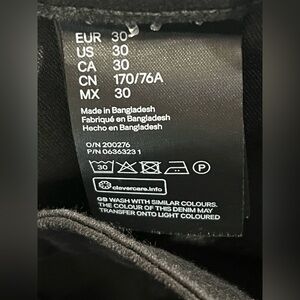 EUR 30
US 30
CA 30
CN 170/76A
MX 30
Made in Bangladesh
Fabriqué en Bangladesh
Hecho en Bangladesh
O/N 200276
P/N 0636323 1
30 P
clevercare.info
GB WASH WITH SIMILAR COLOURS.
THE COLOUR OF THIS DENIM MAY
TRANSFER ONTO LIGHT COLOURED